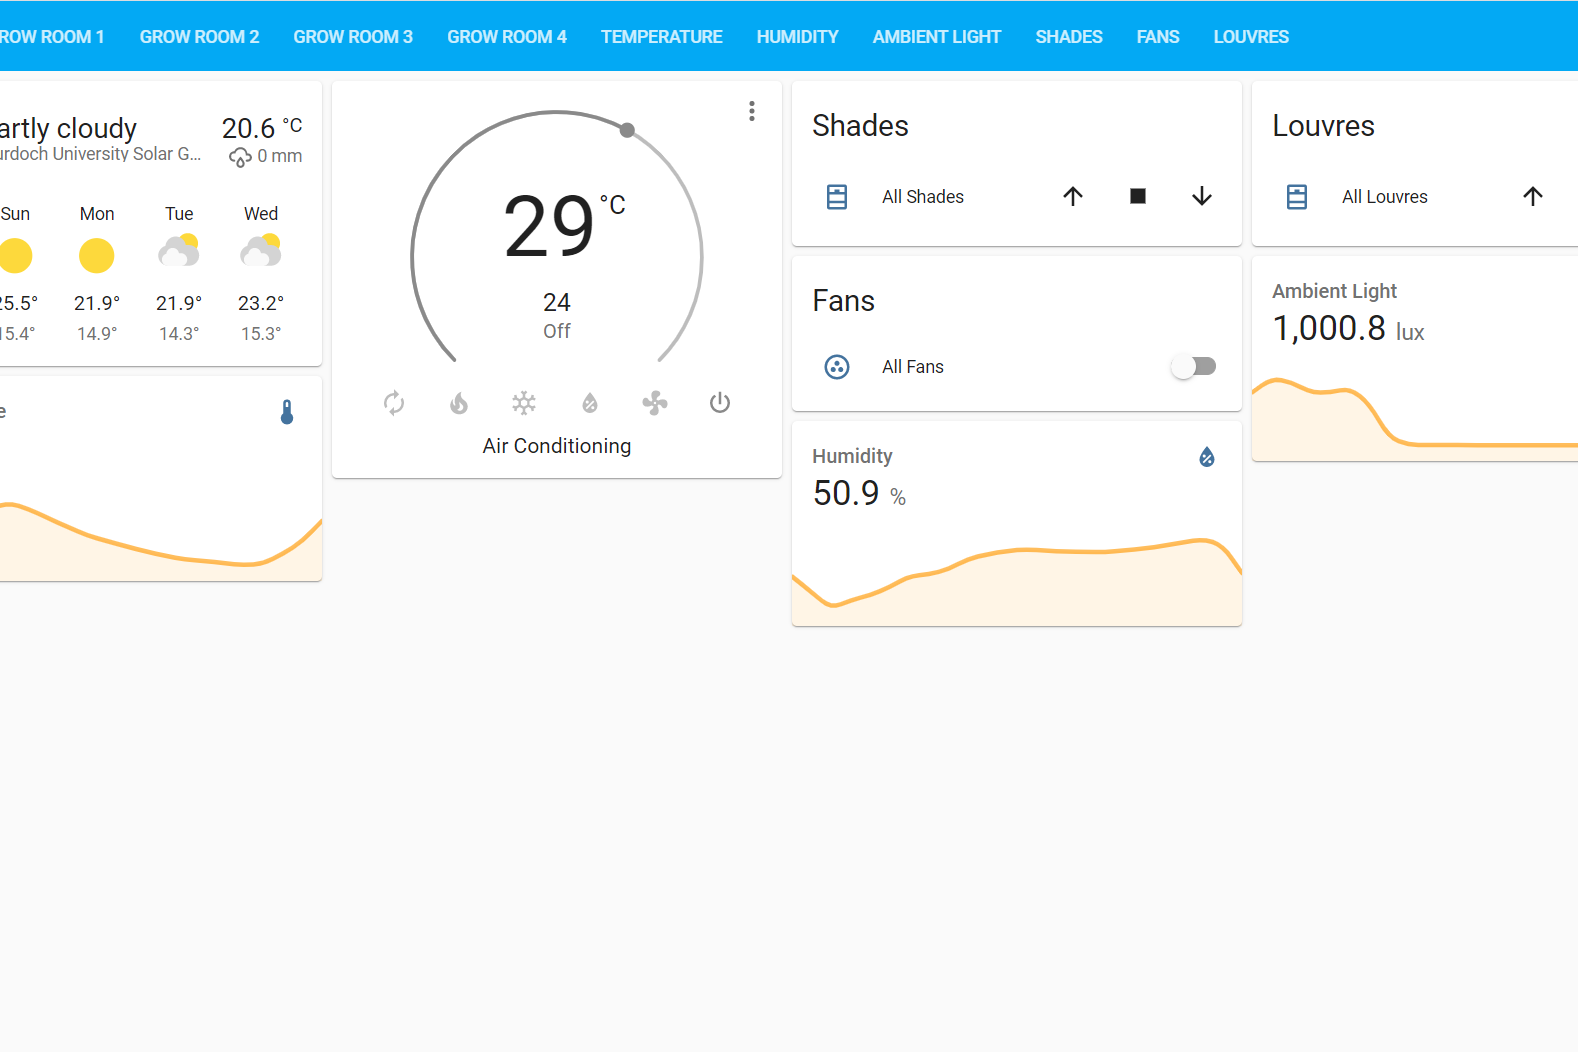 ROW ROOM 1 GROW ROOM 2 GROW ROOM 3 GROW ROOM 4 TEMPERATURE HUMIDITY AMBIENT LIGHT SHADES FANS LOUVRES
artly cloudy
20.6 °C
urdoch University Solar G...
0 mm
Sun Mon Tue Wed
25.5° 21.9° 21.9° 23.2°
15.4° 14.9° 14.3° 15.3°
e
29 °C
24
Off
Air Conditioning
Shades
All Shades
Fans
All Fans
Humidity
50.9 %
Louvres
All Louvres
Ambient Light
1,000.8 lux